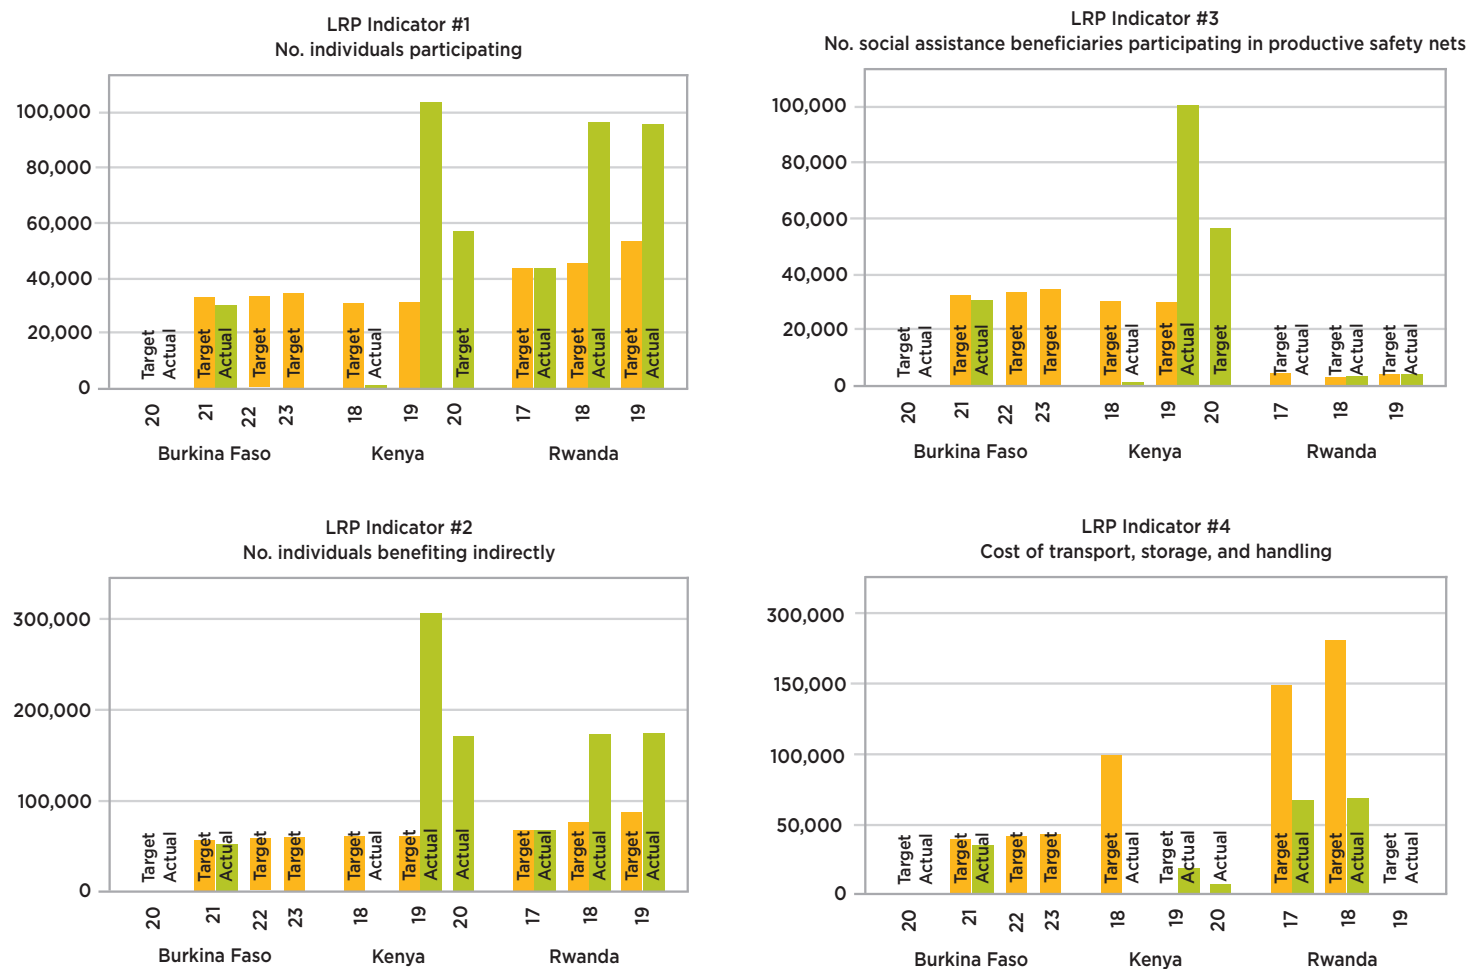 LRP Indicator #1
No. individuals participating
100,000
80,000
60,000
40,000
20,000
0
Target Actual Target Actual Target Target Target Actual Target Target Actual Target Actual Target Actual
20 21 22 23 18 19 20 17 18 19
Burkina Faso Kenya Rwanda
LRP Indicator #3
No. social assistance beneficiaries participating in productive safety nets
100,000
80,000
60,000
40,000
20,000
0
Target Actual Target Actual Target Target Target Actual Target Actual Target Target Actual Target Actual Target Actual
20 21 22 23 18 19 20 17 18 19
Burkina Faso Kenya Rwanda
LRP Indicator #2
No. individuals benefiting indirectly
300,000
200,000
100,000
0
Target Actual Target Actual Target Target Target Actual Target Actual Actual Target Actual Target Actual Target Actual
20 21 22 23 18 19 20 17 18 19
Burkina Faso Kenya Rwanda
LRP Indicator #4
Cost of transport, storage, and handling
300,000
150,000
100,000
50,000
0
Target Actual Target Actual Target Target Target Actual Target Actual Actual Target Actual Target Actual Target Actual
20 21 22 23 18 19 20 17 18 19
Burkina Faso Kenya Rwanda